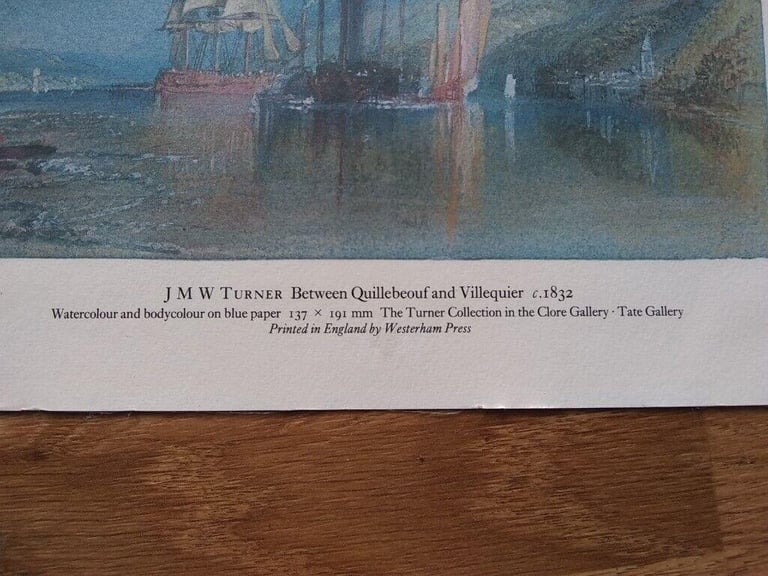 J M W TURNER Between Quillebeouf and Villequier c.1832
Watercolour and bodycolour on blue paper 137 × 191 mm The Turner Collection in the Clore Gallery · Tate Gallery
Printed in England by Westerham Press